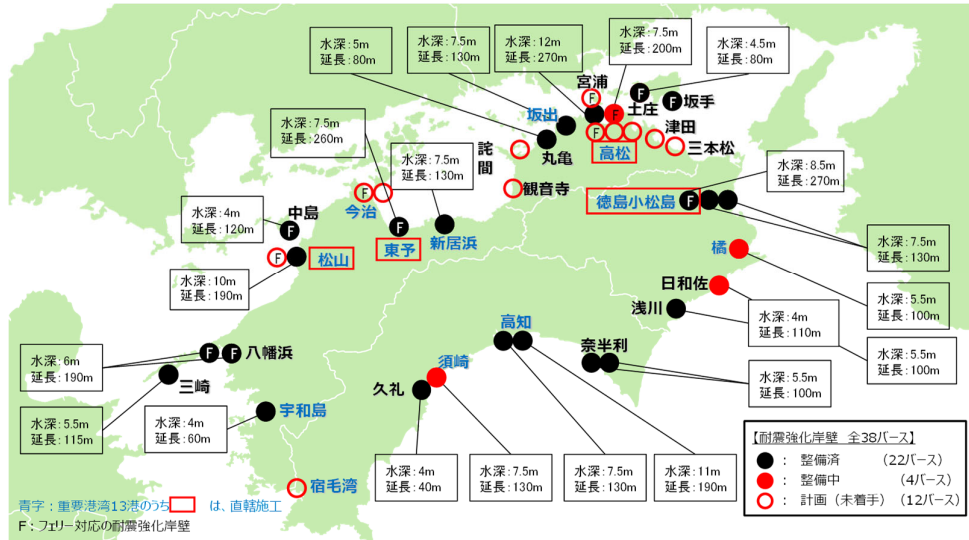 水深:5m
延長:80m
水深:7.5m
延長:130m
水深:12m
延長:270m
水深:7.5m
延長:200m
水深:4.5m
延長:80m
宮浦
F
F
F
土庄
F
坂手
坂出
丸亀
F
高松
津田
三本松
詫間
観音寺
水深:7.5m
延長:260m
水深:7.5m
延長:130m
F
今治
F
東予
新居浜
水深:8.5m
延長:270m
徳島小松島
F
水深:4m
延長:120m
中島
F
F
松山
水深:10m
延長:190m
水深:7.5m
延長:130m
橘
水深:5.5m
延長:100m
日和佐
浅川
水深:4m
延長:110m
水深:5.5m
延長:100m
高知
奈半利
水深:5.5m
延長:100m
水深:6m
延長:190m
F
F
八幡浜
三崎
須崎
久礼
水深:5.5m
延長:115m
水深:4m
延長:60m
宇和島
水深:4m
延長:40m
水深:7.5m
延長:130m
水深:7.5m
延長:130m
水深:11m
延長:190m
宿毛湾
【耐震強化岸壁 全38バース】
: 整備済 (22バース)
: 整備中 (4バース)
: 計画(未着手)(12バース)
青字:重要港湾13港のうち は、直轄施工
F:フェリー対応の耐震強化岸壁